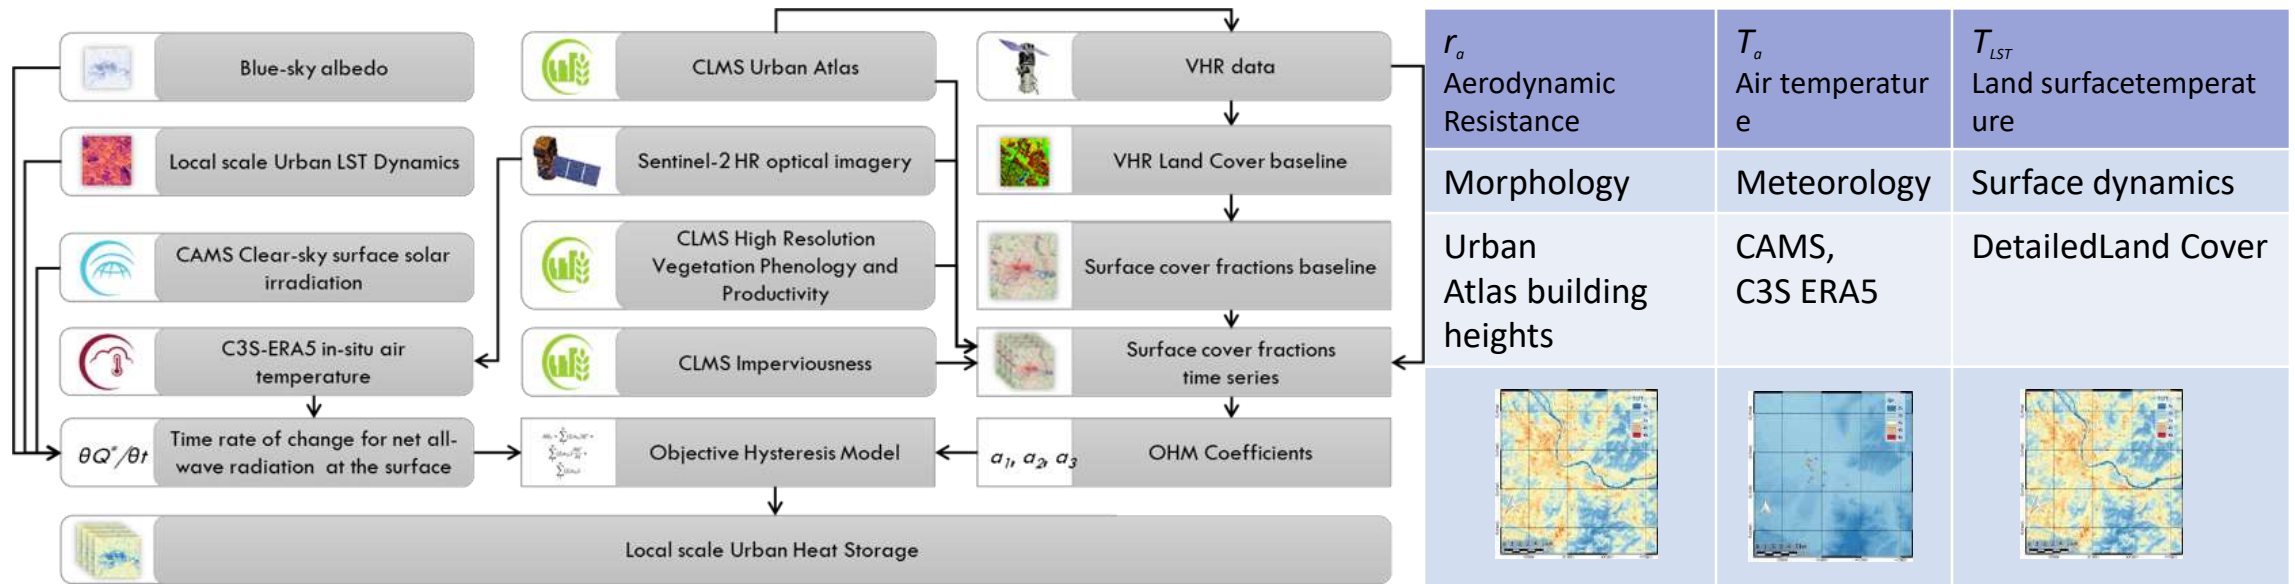 Blue-sky albedo
Local scale Urban LST Dynamics
CAMS Clear-sky surface solar
irradiation
C3S-ERA5 in-situ air
temperature
θQ*/θt
Time rate of change for net all-
wave radiation at the surface
CLMS Urban Atlas
Sentinel-2 HR optical imagery
CLMS High Resolution
Vegetation Phenology and
Productivity
CLMS Imperviousness
Objective Hysteresis Model
VHR data
VHR Land Cover baseline
Surface cover fractions baseline
Surface cover fractions
time series
a1, a2, a3
OHM Coefficients
Local scale Urban Heat Storage
ra
Aerodynamic
Resistance
Ta
Air temperatur
e
TLST
Land surfacetemperat
ure
Morphology
Meteorology
Surface dynamics
Urban
Atlas building
heights
CAMS,
C3S ERA5
DetailedLand Cover